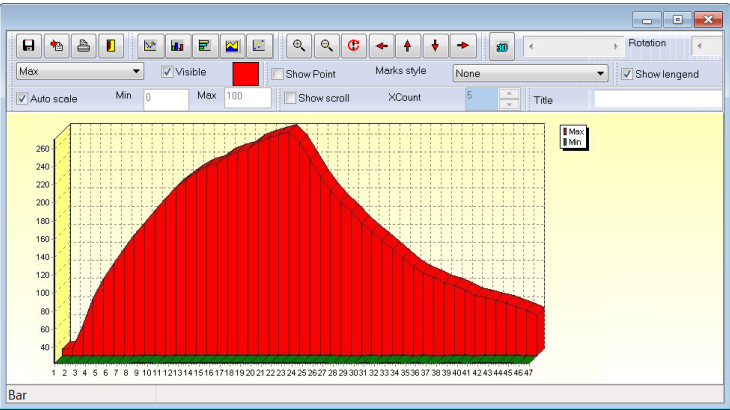 3D Rotation
Max Visible Show Point Marks style None Show lengend
Auto scale Min 0 Max 100 Show scroll XCount 5 Title
Max
Min
260
240
220
200
180
160
140
120
100
80
60
40
1 2 3 4 5 6 7 8 9 10 11 12 13 14 15 16 17 18 19 20 21 22 23 24 25 26 27 28 29 30 31 32 33 34 35 36 37 38 39 40 41 42 43 44 45 46 47
Bar